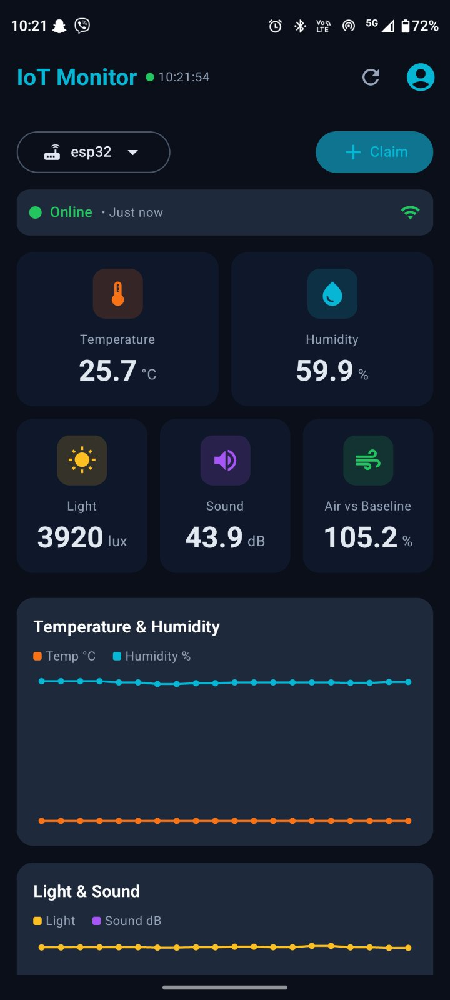 10:21 Vo)) LTE 5G 72%
IoT Monitor 10:21:54
esp32 + Claim
Online • Just now
Temperature Humidity
25.7 °C 59.9 %
Light Sound Air vs Baseline
3920 lux 43.9 dB 105.2 %
Temperature & Humidity
Temp °C Humidity %
Light & Sound
Light Sound dB